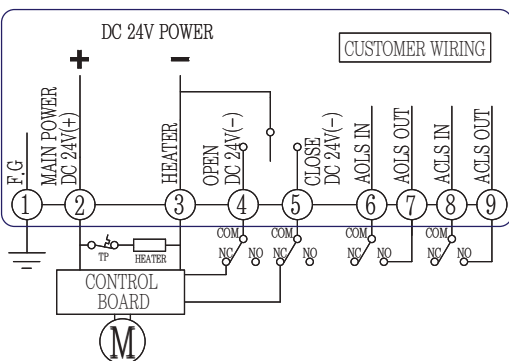 DC 24V POWER
CUSTOMER WIRING
+
−
F.G
MAIN POWER
DC 24V(+)
HEATER
OPEN
DC 24V(-)
CLOSE
DC 24V(-)
AOLS IN
AOLS OUT
ACLS IN
ACLS OUT
1
2
3
4
5
6
7
8
9
COM
NC
NO
COM
NC
NO
COM
NC
NO
COM
NC
NO
TP
HEATER
CONTROL
BOARD
M